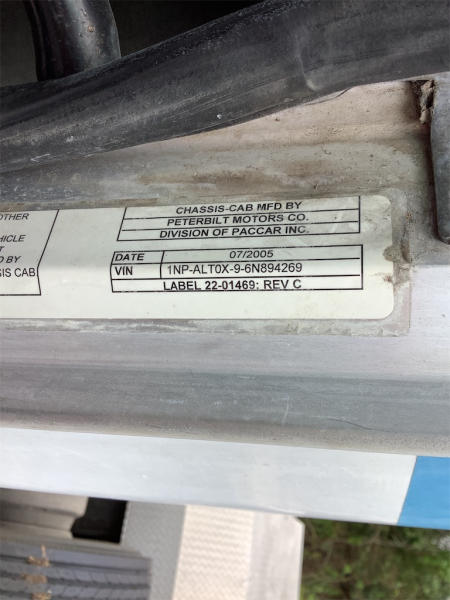 OTHER
HICLE
T
D BY
SIS CAB
CHASSIS-CAB MFD BY
PETERBILT MOTORS CO.
DIVISION OF PACCAR INC.
DATE 07/2005
VIN 1NP-ALT0X-9-6N894269
LABEL 22-01469: REV C